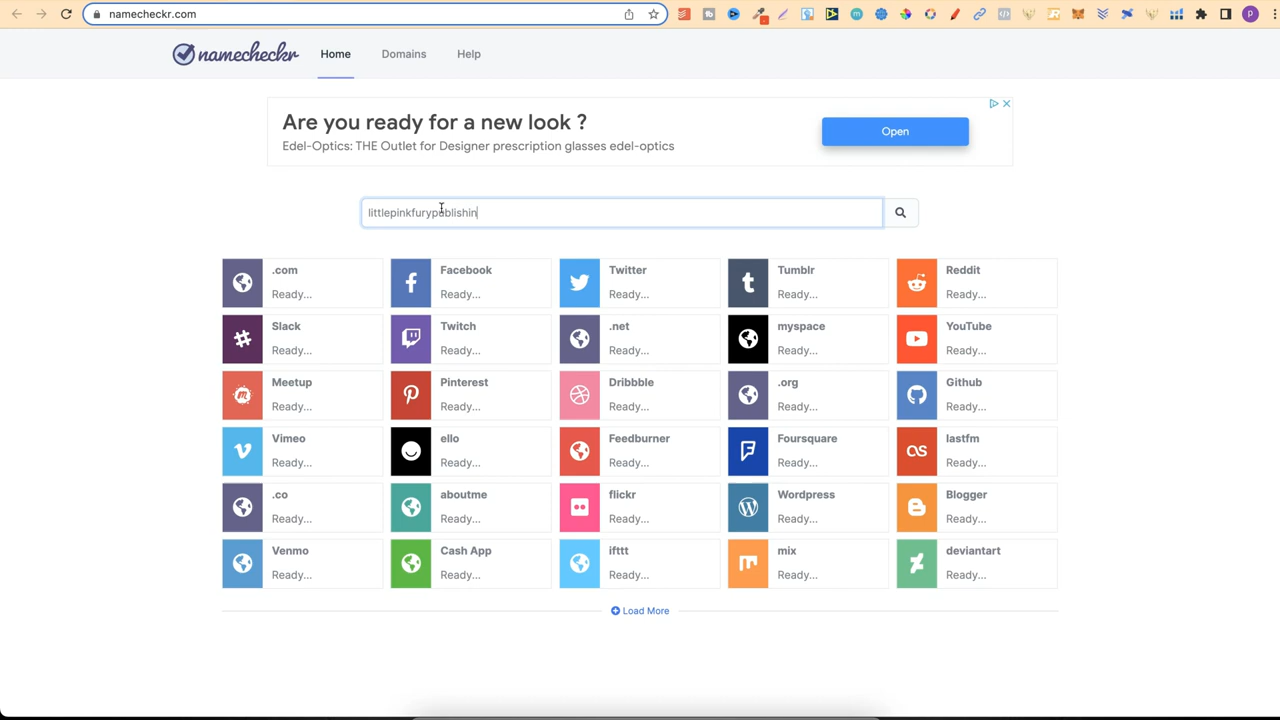 namecheckr.com
P
namecheckr Home Domains Help
Are you ready for a new look ?
Edel-Optics: THE Outlet for Designer prescription glasses edel-optics
Open
littlepinkfurypublishin
.com Facebook Twitter Tumblr Reddit
Ready... Ready... Ready... Ready... Ready...
Slack Twitch .net myspace YouTube
Ready... Ready... Ready... Ready... Ready...
Meetup Pinterest Dribbble .org Github
Ready... Ready... Ready... Ready... Ready...
Vimeo ello Feedburner Foursquare lastfm
Ready... Ready... Ready... Ready... Ready...
.co aboutme flickr Wordpress Blogger
Ready... Ready... Ready... Ready... Ready...
Venmo Cash App ifttt mix deviantart
Ready... Ready... Ready... Ready... Ready...
Load More